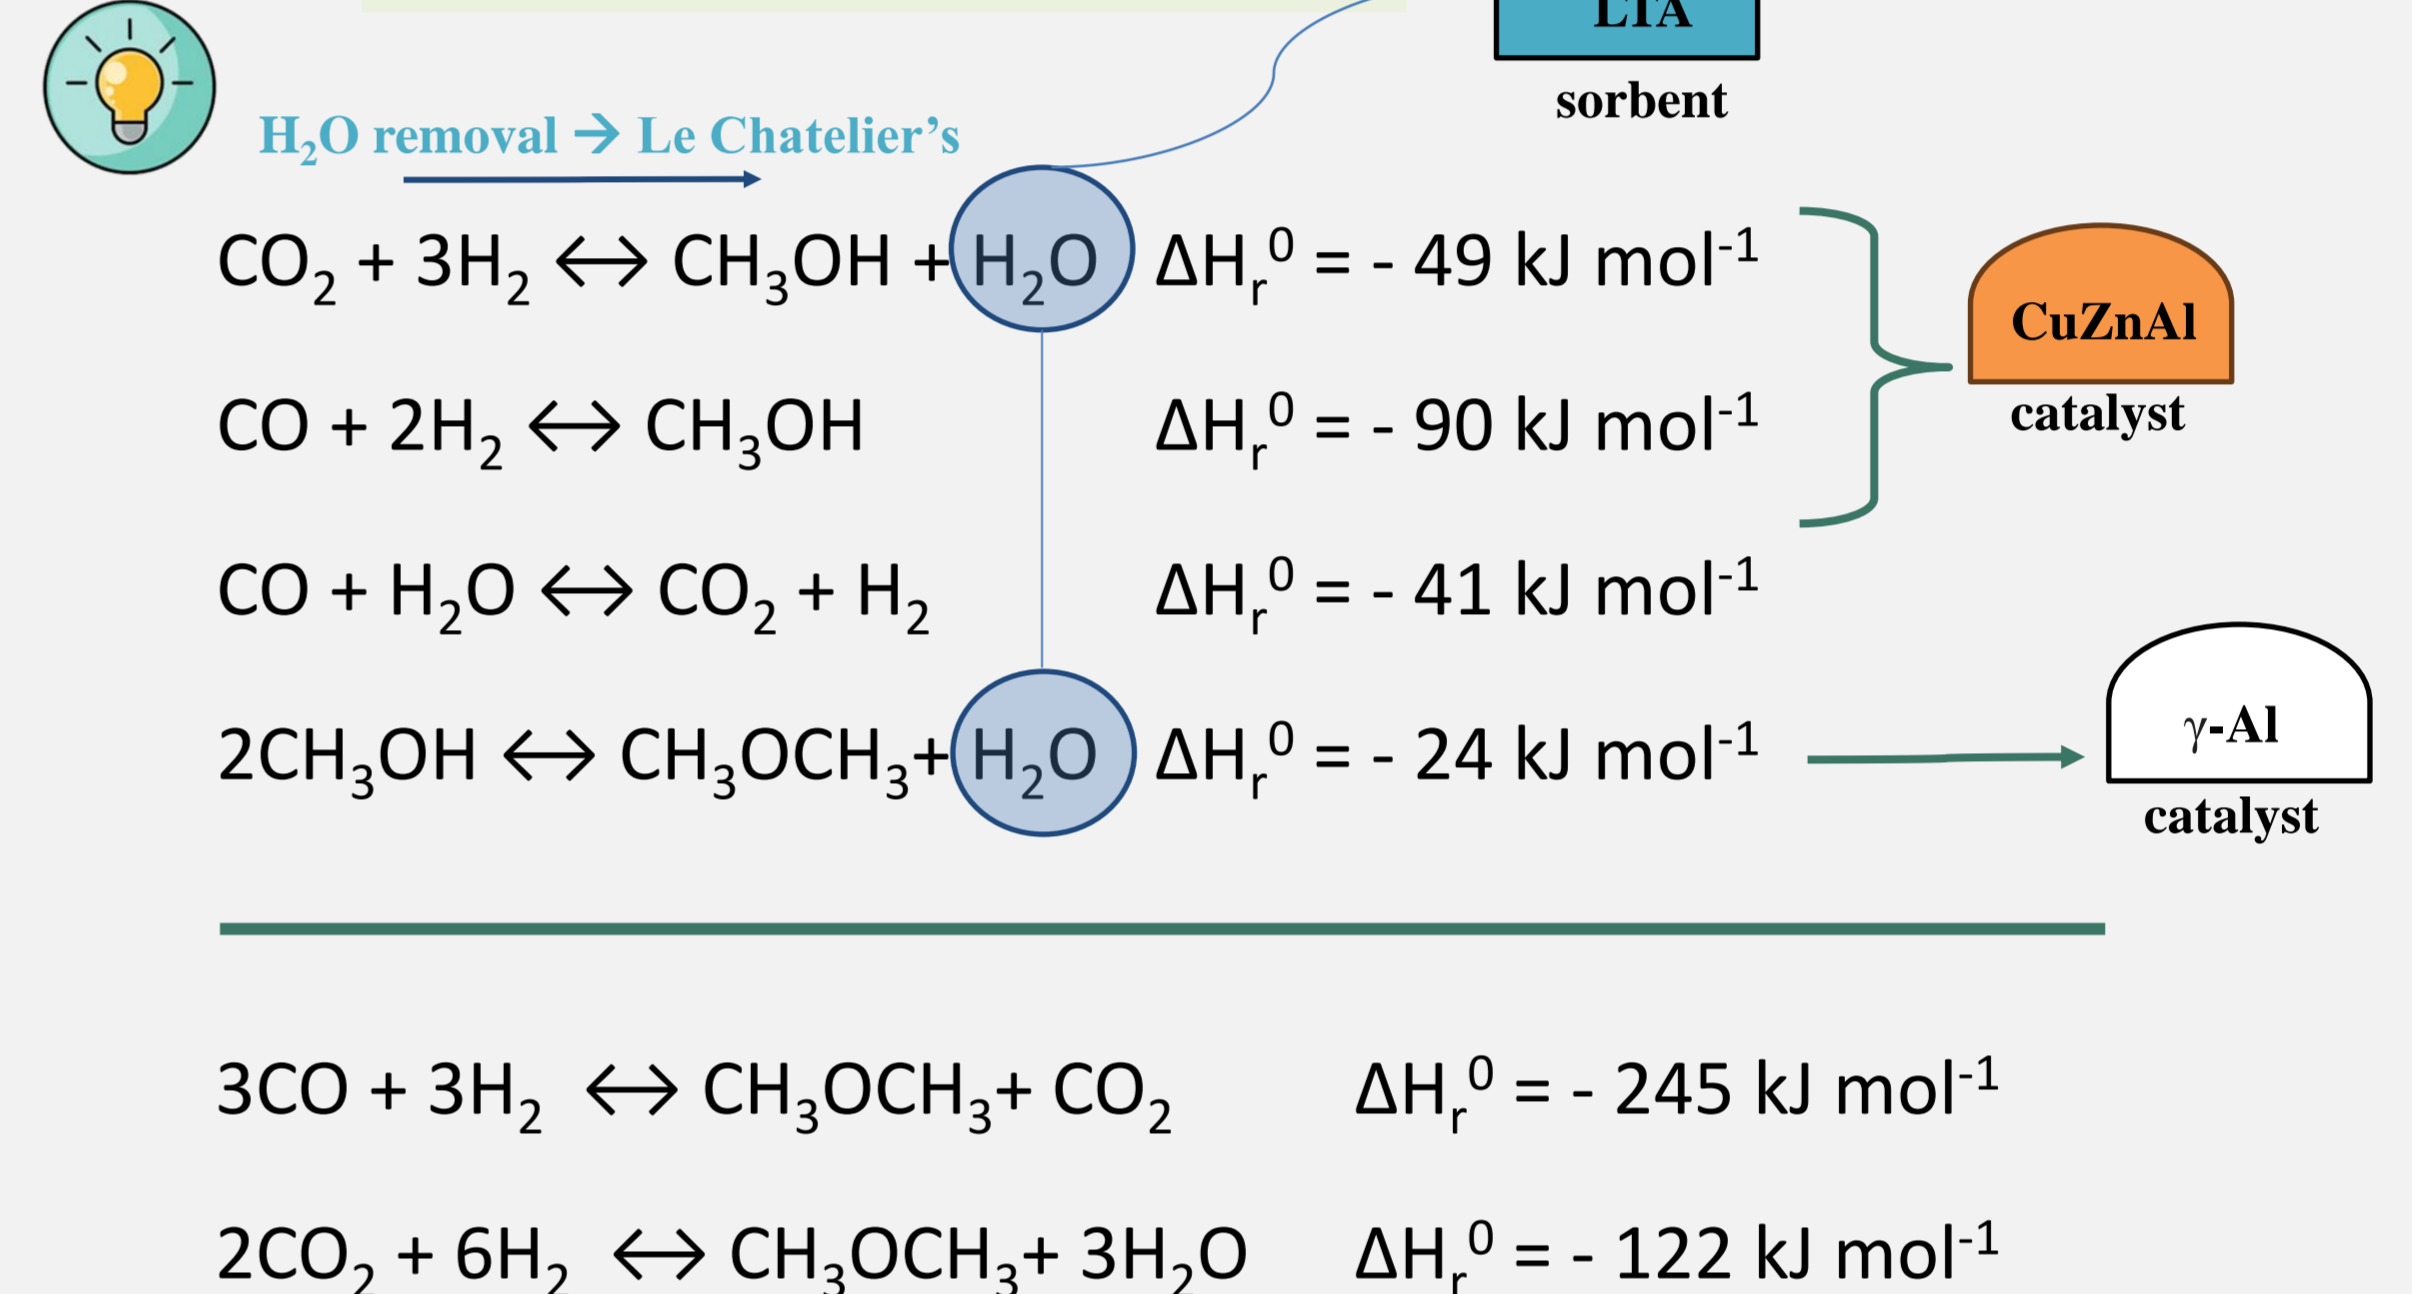 LTA
sorbent
H₂O removal → Le Chatelier’s
CO₂ + 3H₂ ↔ CH₃OH + H₂O ΔHᵣ⁰ = - 49 kJ mol⁻¹
CuZnAl
catalyst
CO + 2H₂ ↔ CH₃OH ΔHᵣ⁰ = - 90 kJ mol⁻¹
CO + H₂O ↔ CO₂ + H₂ ΔHᵣ⁰ = - 41 kJ mol⁻¹
2CH₃OH ↔ CH₃OCH₃+ H₂O ΔHᵣ⁰ = - 24 kJ mol⁻¹
γ-Al
catalyst
3CO + 3H₂ ↔ CH₃OCH₃+ CO₂ ΔHᵣ⁰ = - 245 kJ mol⁻¹
2CO₂ + 6H₂ ↔ CH₃OCH₃+ 3H₂O ΔHᵣ⁰ = - 122 kJ mol⁻¹